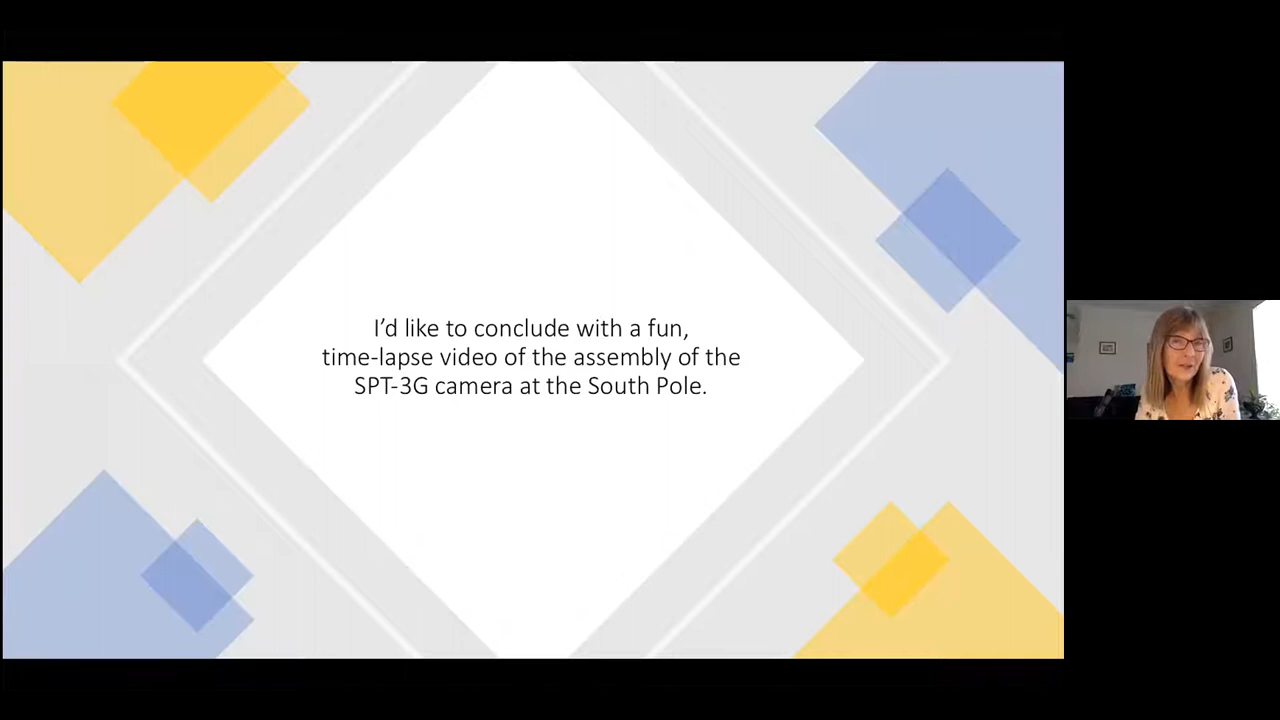 I’d like to conclude with a fun,
time-lapse video of the assembly of the
SPT-3G camera at the South Pole.